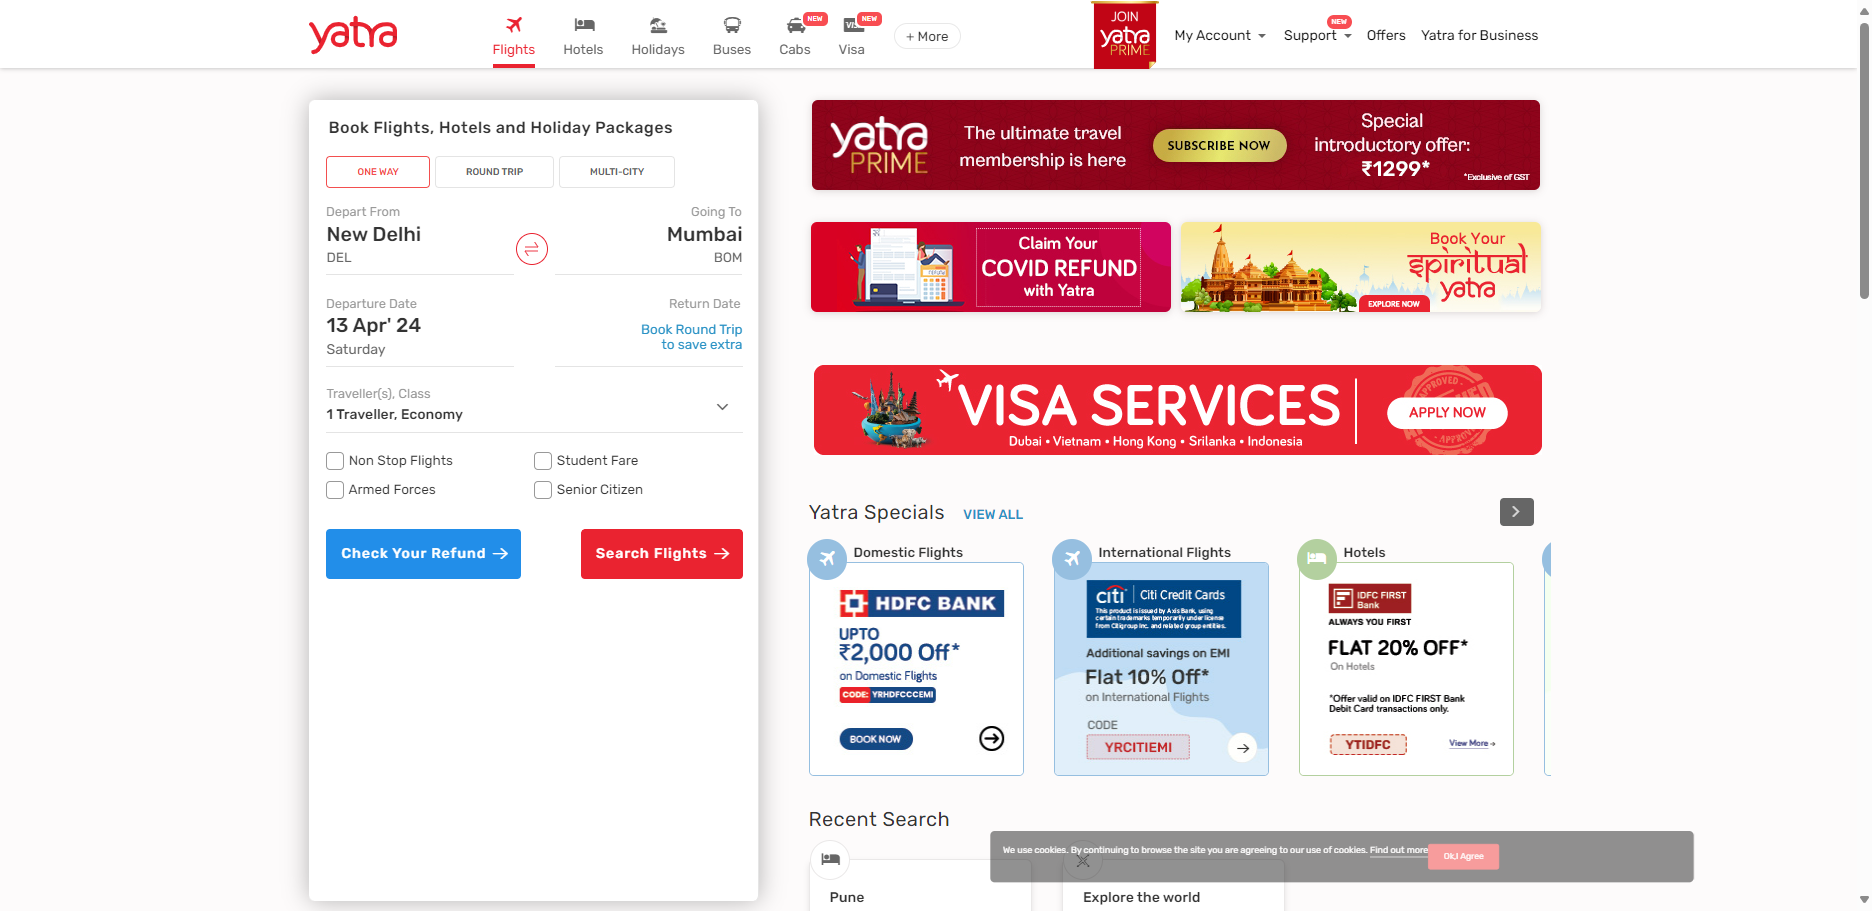 yatra
Flights
Hotels
Holidays
Buses
NEW
Cabs
NEW
Visa
+ More
JOIN
yatra
PRIME
My Account
NEW
Support
Offers
Yatra for Business
Book Flights, Hotels and Holiday Packages
ONE WAY
ROUND TRIP
MULTI-CITY
Depart From
New Delhi
DEL
Going To
Mumbai
BOM
Departure Date
13 Apr' 24
Saturday
Return Date
Book Round Trip
to save extra
Traveller(s), Class
1 Traveller, Economy
Non Stop Flights
Student Fare
Armed Forces
Senior Citizen
Check Your Refund
Search Flights
yatra
PRIME
The ultimate travel
membership is here
SUBSCRIBE NOW
Special
introductory offer:
₹1299*
*Exclusive of GST
Claim Your
COVID REFUND
with Yatra
REFUND
Book Your
spiritual
yatra
EXPLORE NOW
VISA SERVICES
Dubai • Vietnam • Hong Kong • Srilanka • Indonesia
APPROVED
APPLY NOW
Yatra Specials
VIEW ALL
Domestic Flights
HDFC BANK
UPTO
₹2,000 Off*
on Domestic Flights
CODE: YRHDFCCCEMI
BOOK NOW
International Flights
citi
Citi Credit Cards
This product is issued by Axis Bank, using
certain trademarks temporarily under license
from Citigroup Inc. and related group entities.
Additional savings on EMI
Flat 10% Off*
on International Flights
CODE
YRCITIEMI
Hotels
IDFC FIRST
Bank
ALWAYS YOU FIRST
FLAT 20% OFF*
On Hotels
*Offer valid on IDFC FIRST Bank
Debit Card transactions only.
YTIDFC
View More
Recent Search
Pune
Explore the world
We use cookies. By continuing to browse the site you are agreeing to our use of cookies. Find out more
Ok,I Agree